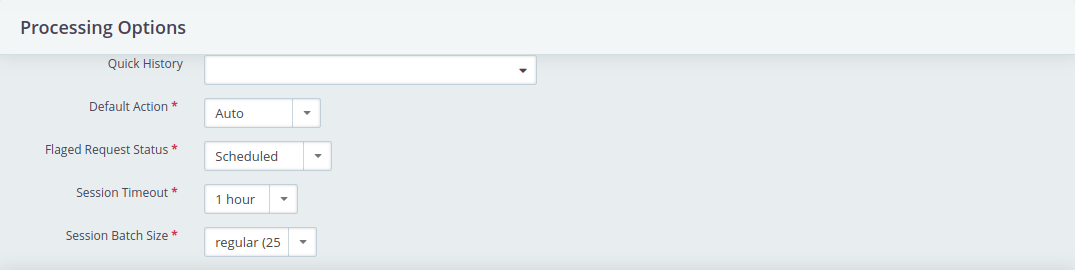 Processing Options
Quick History
Default Action * Auto
Flaged Request Status * Scheduled
Session Timeout * 1 hour
Session Batch Size * regular (25